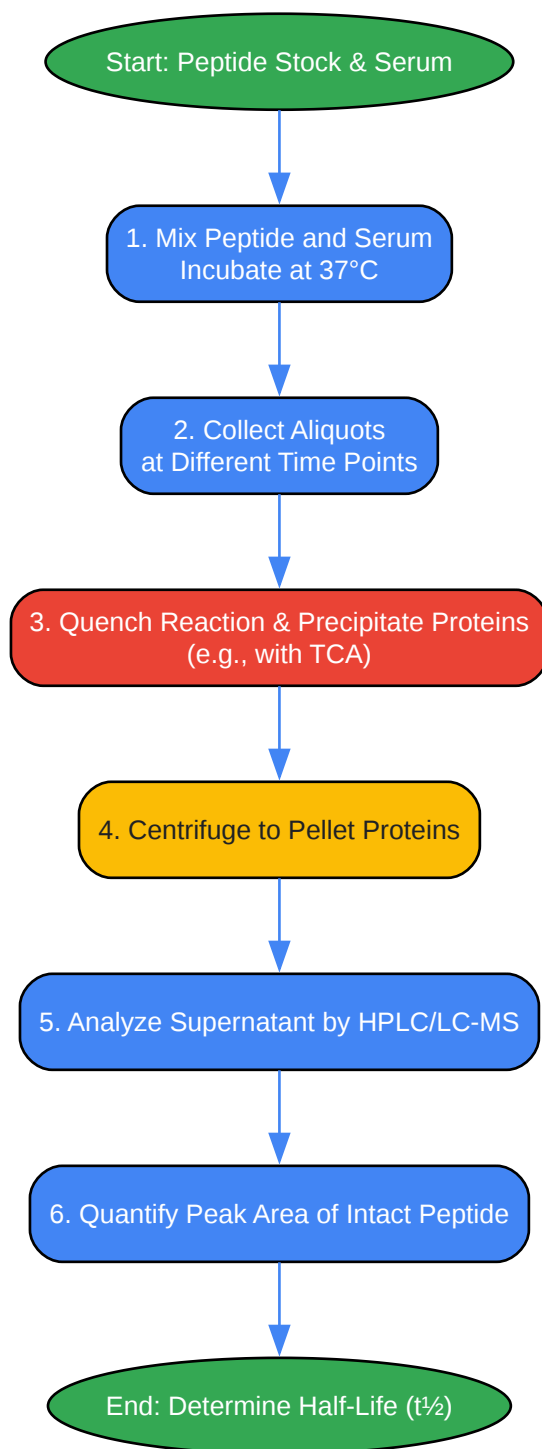 Start: Peptide Stock & Serum
1. Mix Peptide and Serum
Incubate at 37°C
2. Collect Aliquots
at Different Time Points
3. Quench Reaction & Precipitate Proteins
(e.g., with TCA)
4. Centrifuge to Pellet Proteins
5. Analyze Supernatant by HPLC/LC-MS
6. Quantify Peak Area of Intact Peptide
End: Determine Half-Life (t½)